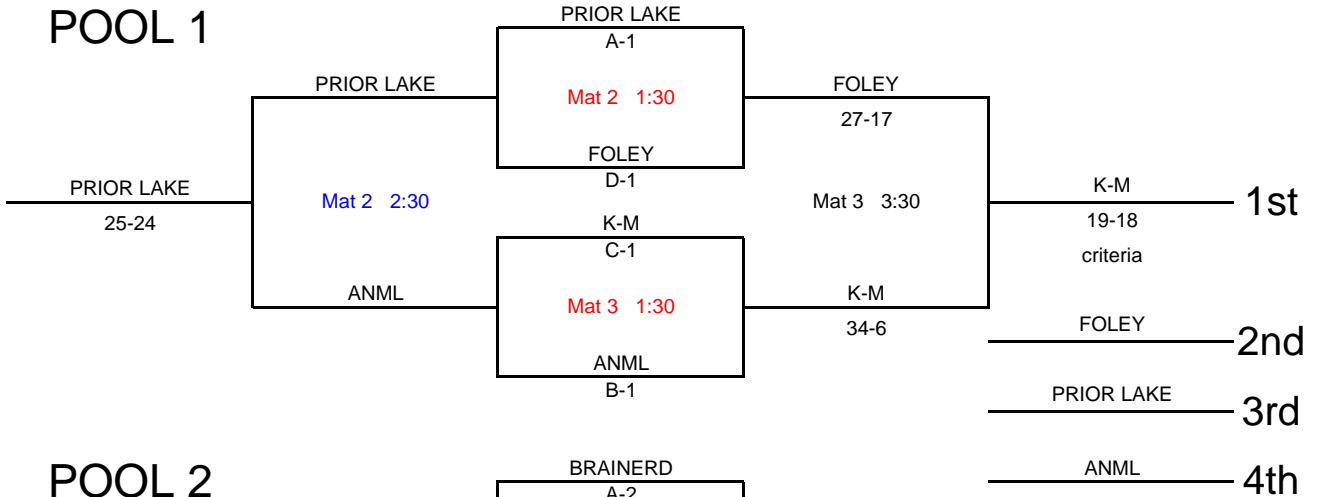 POOL 1
PRIOR LAKE
A-1
PRIOR LAKE
Mat 2 1:30
FOLEY
27-17
FOLEY
D-1
PRIOR LAKE
25-24
Mat 2 2:30
Mat 3 3:30
K-M
19-18
criteria
1st
K-M
C-1
ANML
Mat 3 1:30
K-M
34-6
ANML
B-1
FOLEY
2nd
PRIOR LAKE
3rd
POOL 2
BRAINERD
A-2
ANML
4th